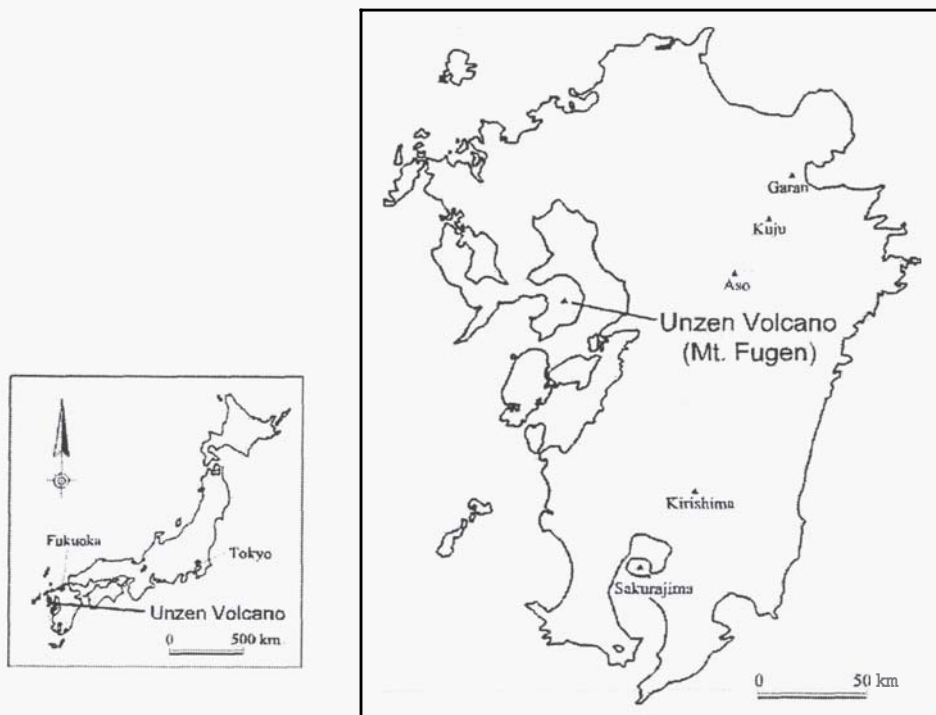 Garan
Kuju
Aso
Unzen Volcano
(Mt. Fugen)
Kirishima
Sakurajima
0 50 km
Fukuoka
Tokyo
Unzen Volcano
0 500 km